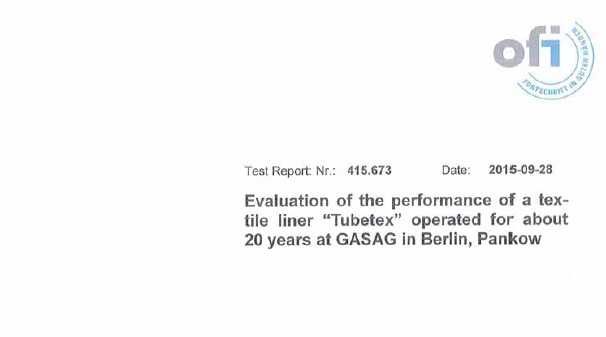 ofi
FORTSCHRITT IN GUTEN HÄNDEN
Test Report: Nr.: 415.673 Date: 2015-09-28
Evaluation of the performance of a tex-
tile liner “Tubetex” operated for about
20 years at GASAG in Berlin, Pankow